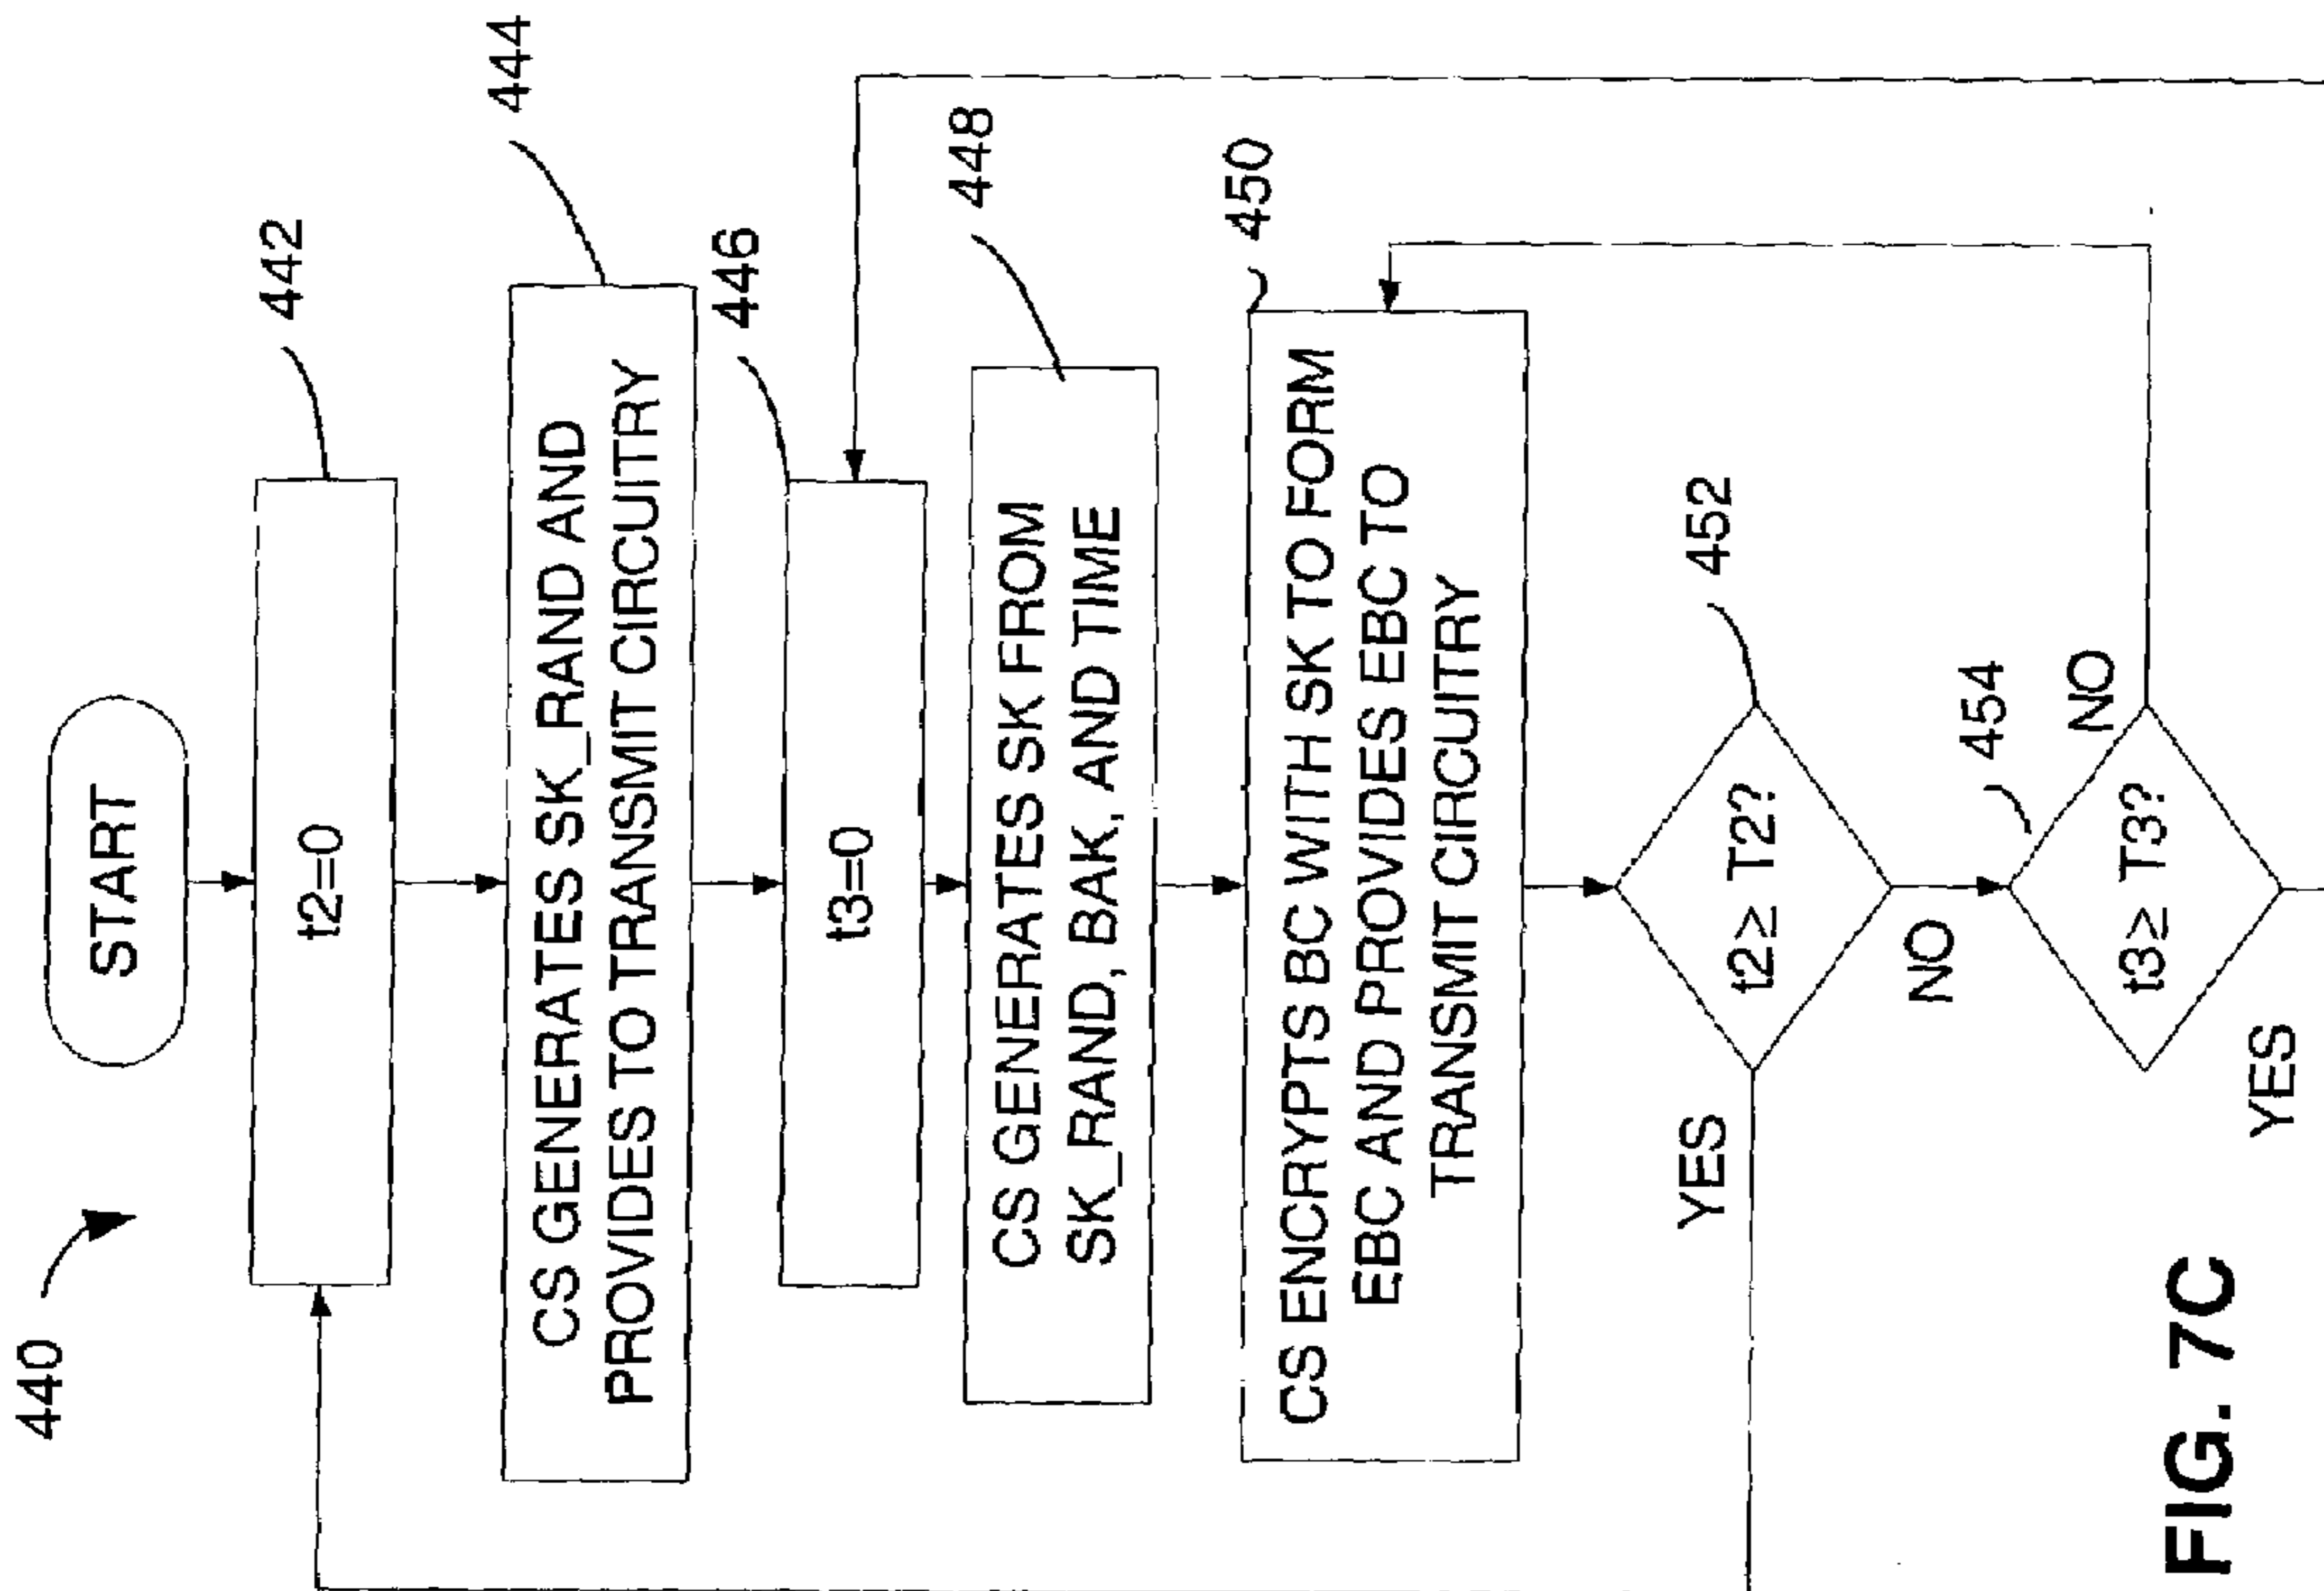 440
START
442
t2=0
444
CS GENERATES SK_RAND AND
PROVIDES TO TRANSMIT CIRCUITRY
446
t3=0
448
CS GENERATES SK FROM
SK_RAND, BAK, AND TIME
450
CS ENCRYPTS BC WITH SK TO FORM
EBC AND PROVIDES EBC TO
TRANSMIT CIRCUITRY
452
t2≥ T2?
YES
NO
454
t3≥ T3?
NO
YES
FIG. 7C